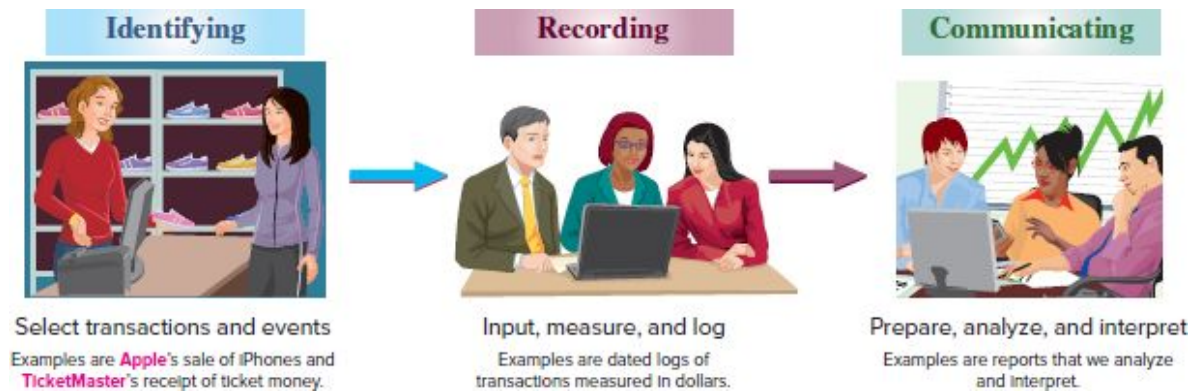 Identifying
Select transactions and events
Examples are Apple's sale of iPhones and
TicketMaster's receipt of ticket money.
Recording
Input, measure, and log
Examples are dated logs of
transactions measured in dollars.
Communicating
Prepare, analyze, and interpret
Examples are reports that we analyze
and interpret.